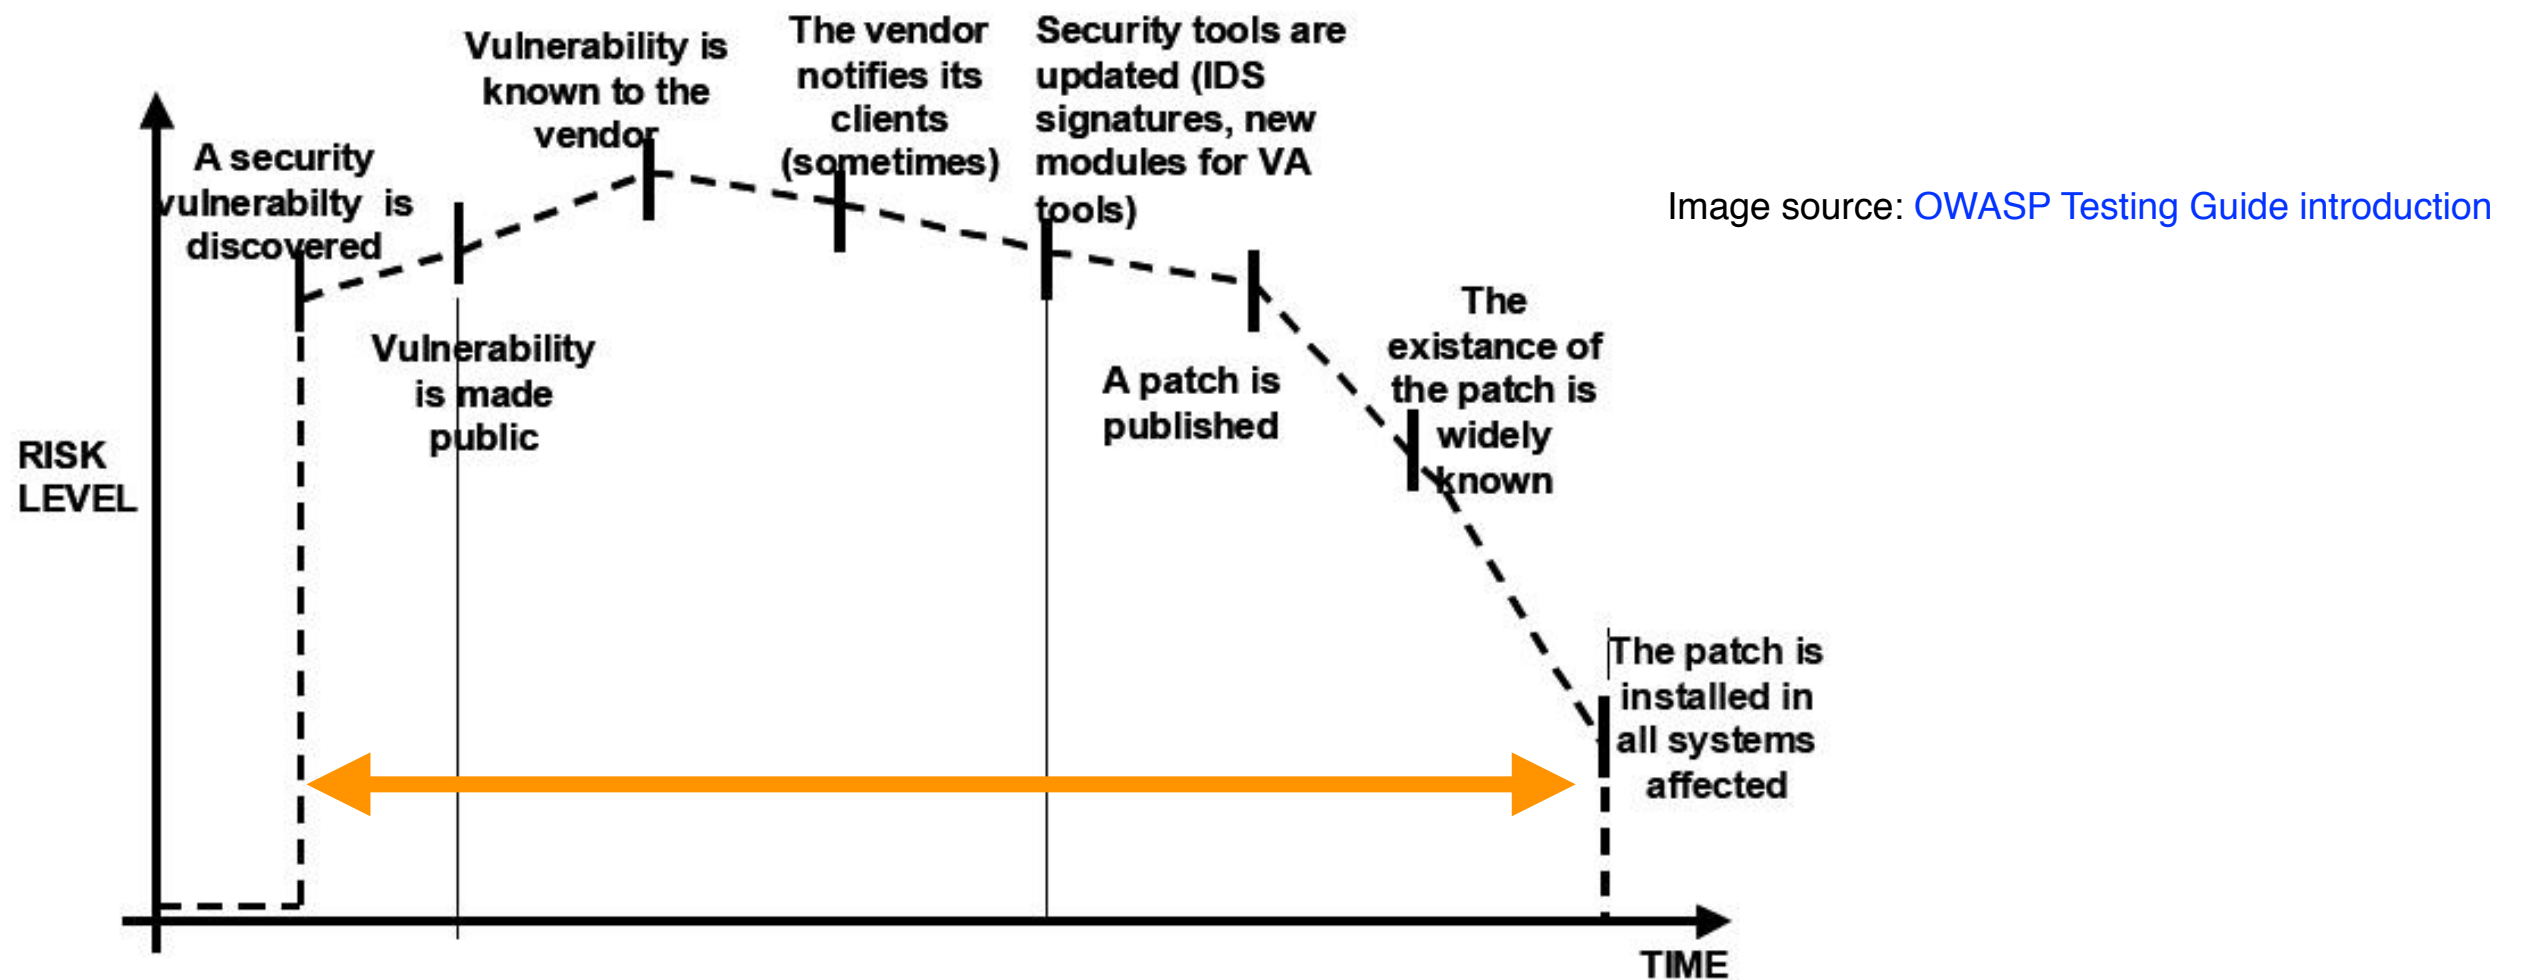 A security
vulnerabilty is
discovered
Vulnerability
is made
public
Vulnerability is
known to the
vendor
The vendor
notifies its
clients
(sometimes)
Security tools are
updated (IDS
signatures, new
modules for VA
tools)
A patch is
published
The
existance of
the patch is
widely
known
The patch is
installed in
all systems
affected
RISK
LEVEL
TIME
Image source: OWASP Testing Guide introduction